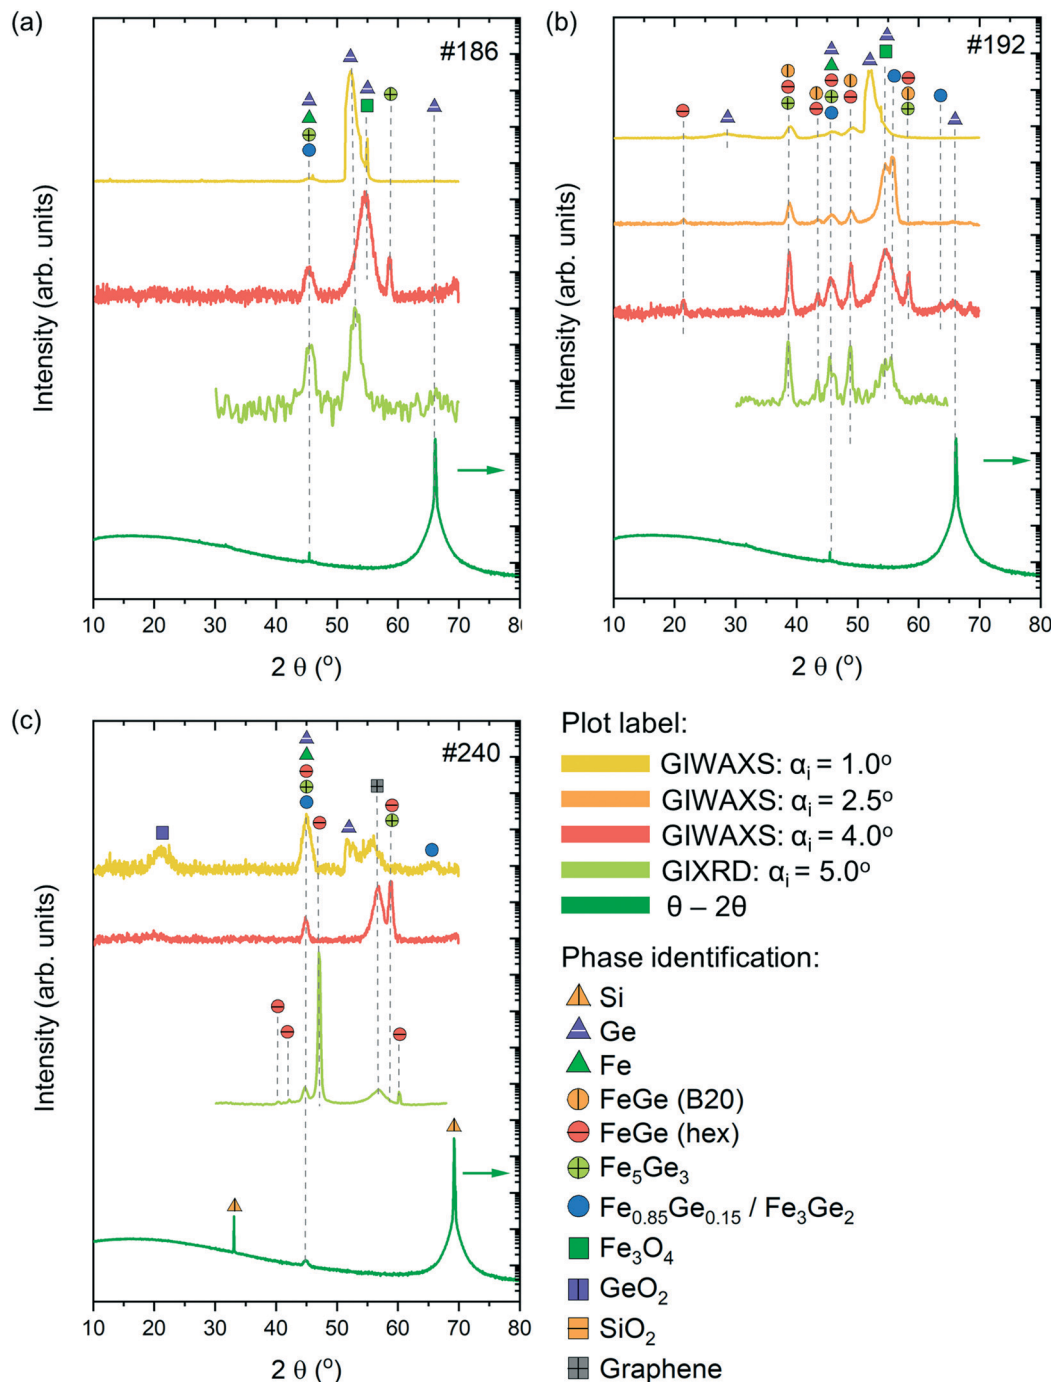 (a)
#186
Intensity (arb. units)
10 20 30 40 50 60 70 80
2 θ (°)
(b)
#192
Intensity (arb. units)
10 20 30 40 50 60 70 80
2 θ (°)
(c)
#240
Intensity (arb. units)
10 20 30 40 50 60 70 80
2 θ (°)
Plot label:
GIWAXS: αᵢ = 1.0°
GIWAXS: αᵢ = 2.5°
GIWAXS: αᵢ = 4.0°
GIXRD: αᵢ = 5.0°
θ – 2θ
Phase identification:
Si
Ge
Fe
FeGe (B20)
FeGe (hex)
Fe₅Ge₃
Fe₀.₈₅Ge₀.₁₅ / Fe₃Ge₂
Fe₃O₄
GeO₂
SiO₂
Graphene